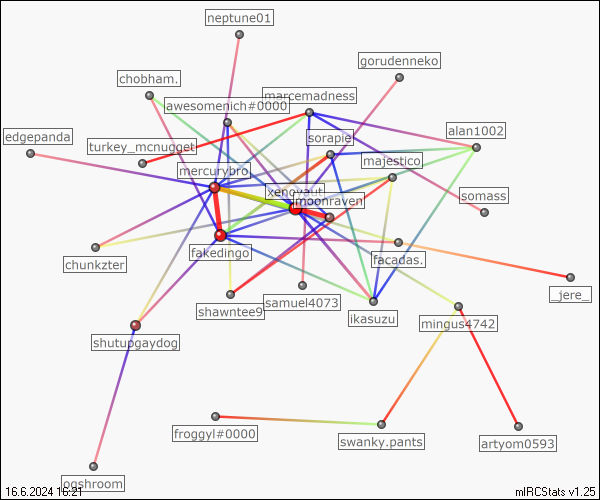 neptune01
gorudenneko
chobham.
marcemadness
awesomenich#0000
alan1002
edgepanda
sorapie
turkey_mcnugget
majestico
mercurybro.
xenovaut
moonraven
somass
fakedingo
chunkzter
facadas.
_jere_
samuel4073
shawntee9
ikasuzu
mingus4742
shutupgaydog
froggyl#0000
swanky.pants
artyom0593
ogshroom
16.6.2024 16:21
mIRCStats v1.25